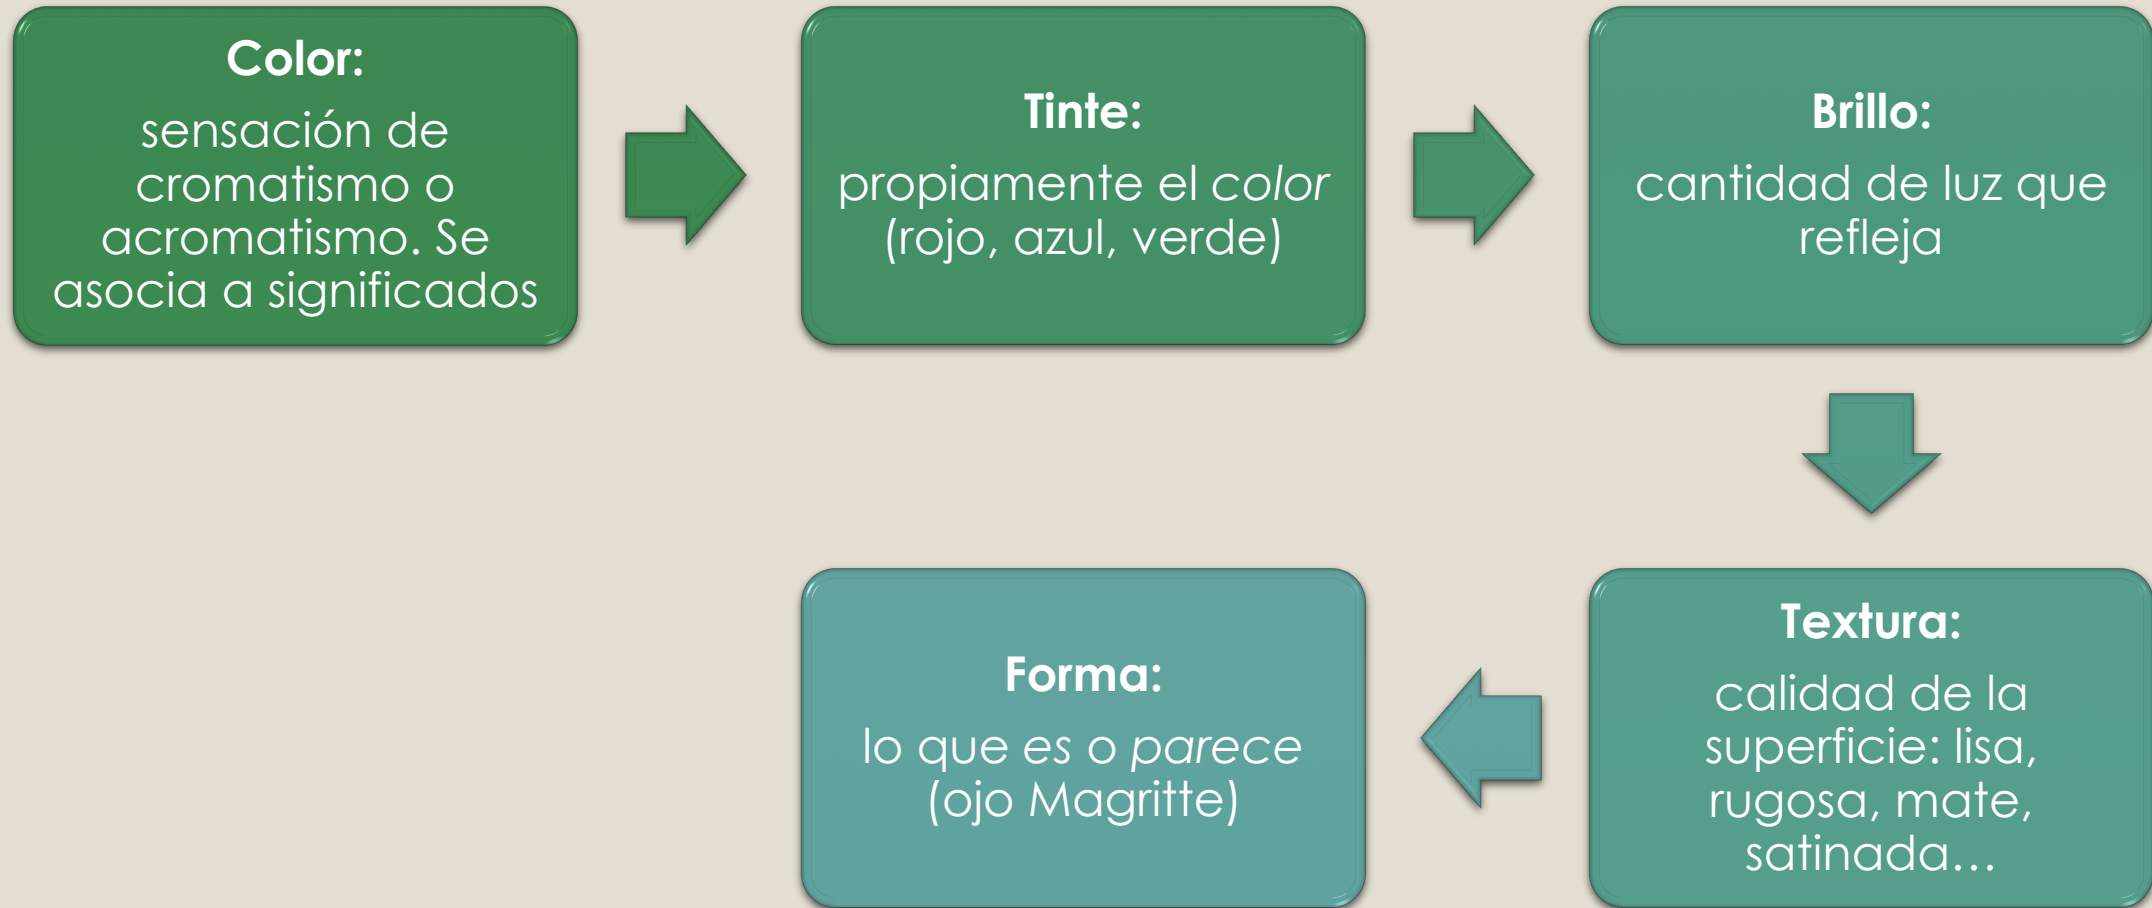 Color:
sensación de
cromatismo o
acromatismo. Se
asocia a significados
Tinte:
propiamente el color
(rojo, azul, verde)
Brillo:
cantidad de luz que
refleja
Textura:
calidad de la
superficie: lisa,
rugosa, mate,
satinada…
Forma:
lo que es o parece
(ojo Magritte)